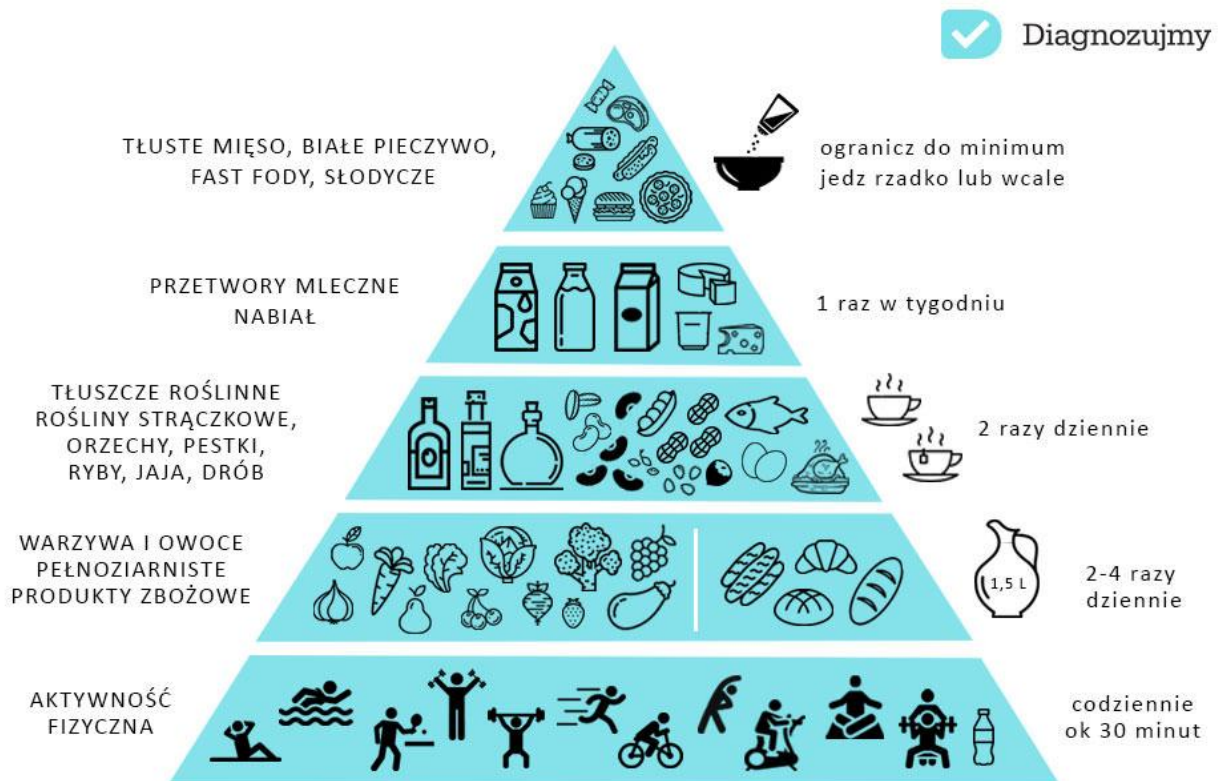 Diagnozujmy
TŁUSTE MIĘSO, BIAŁE PIECZYWO,
FAST FODY, SŁODYCZE
ogranicz do minimum
jedz rzadko lub wcale
PRZETWORY MLECZNE
NABIAŁ
1 raz w tygodniu
TŁUSZCZE ROŚLINNE
ROŚLINY STRĄCZKOWE,
ORZECHY, PESTKI,
RYBY, JAJA, DRÓB
2 razy dziennie
WARZYWA I OWOCE
PEŁNOZIARNISTE
PRODUKTY ZBOŻOWE
1,5 L
2-4 razy
dziennie
AKTYWNOŚĆ
FIZYCZNA
codziennie
ok 30 minut